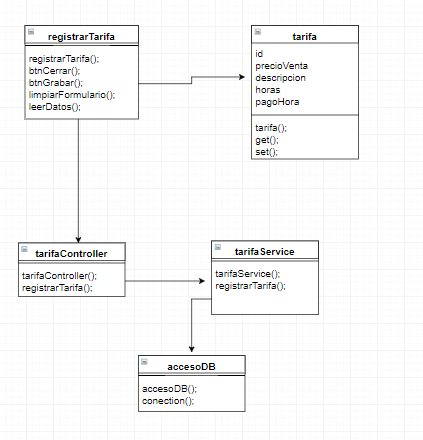 registrarTarifa
registrarTarifa();
btnCerrar();
btnGrabar();
limpiarFormulario();
leerDatos();
tarifa
id
precioVenta
descripcion
horas
pagoHora
tarifa();
get();
set();
tarifaController
tarifaController();
registrarTarifa();
tarifaService
tarifaService();
registrarTarifa();
accesoDB
accesoDB();
conection();